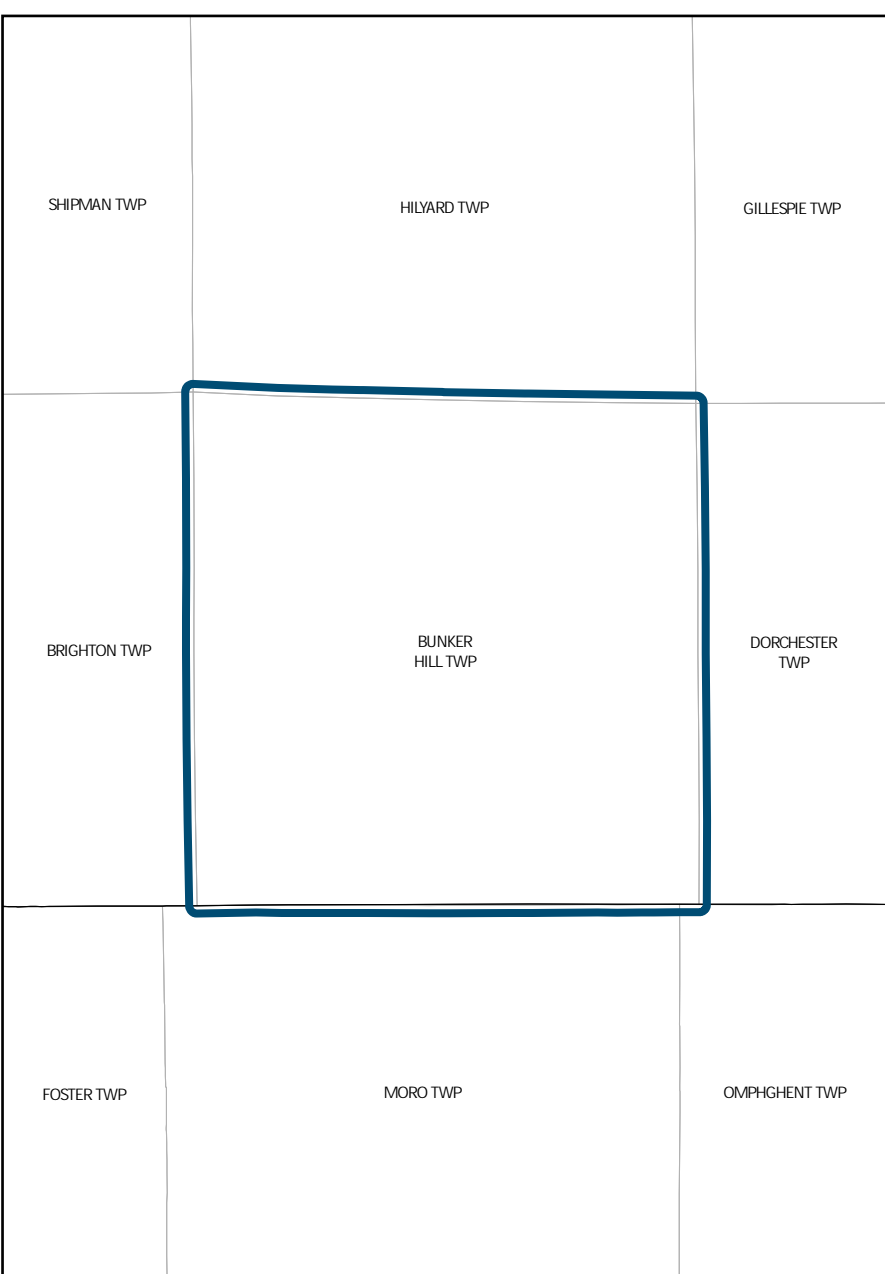 SHIPMAN TWP
HILYARD TWP
GILLESPIE TWP
BRIGHTON TWP
BUNKER
HILL TWP
DORCHESTER
TWP
FOSTER TWP
MORO TWP
OMPHGHENT TWP